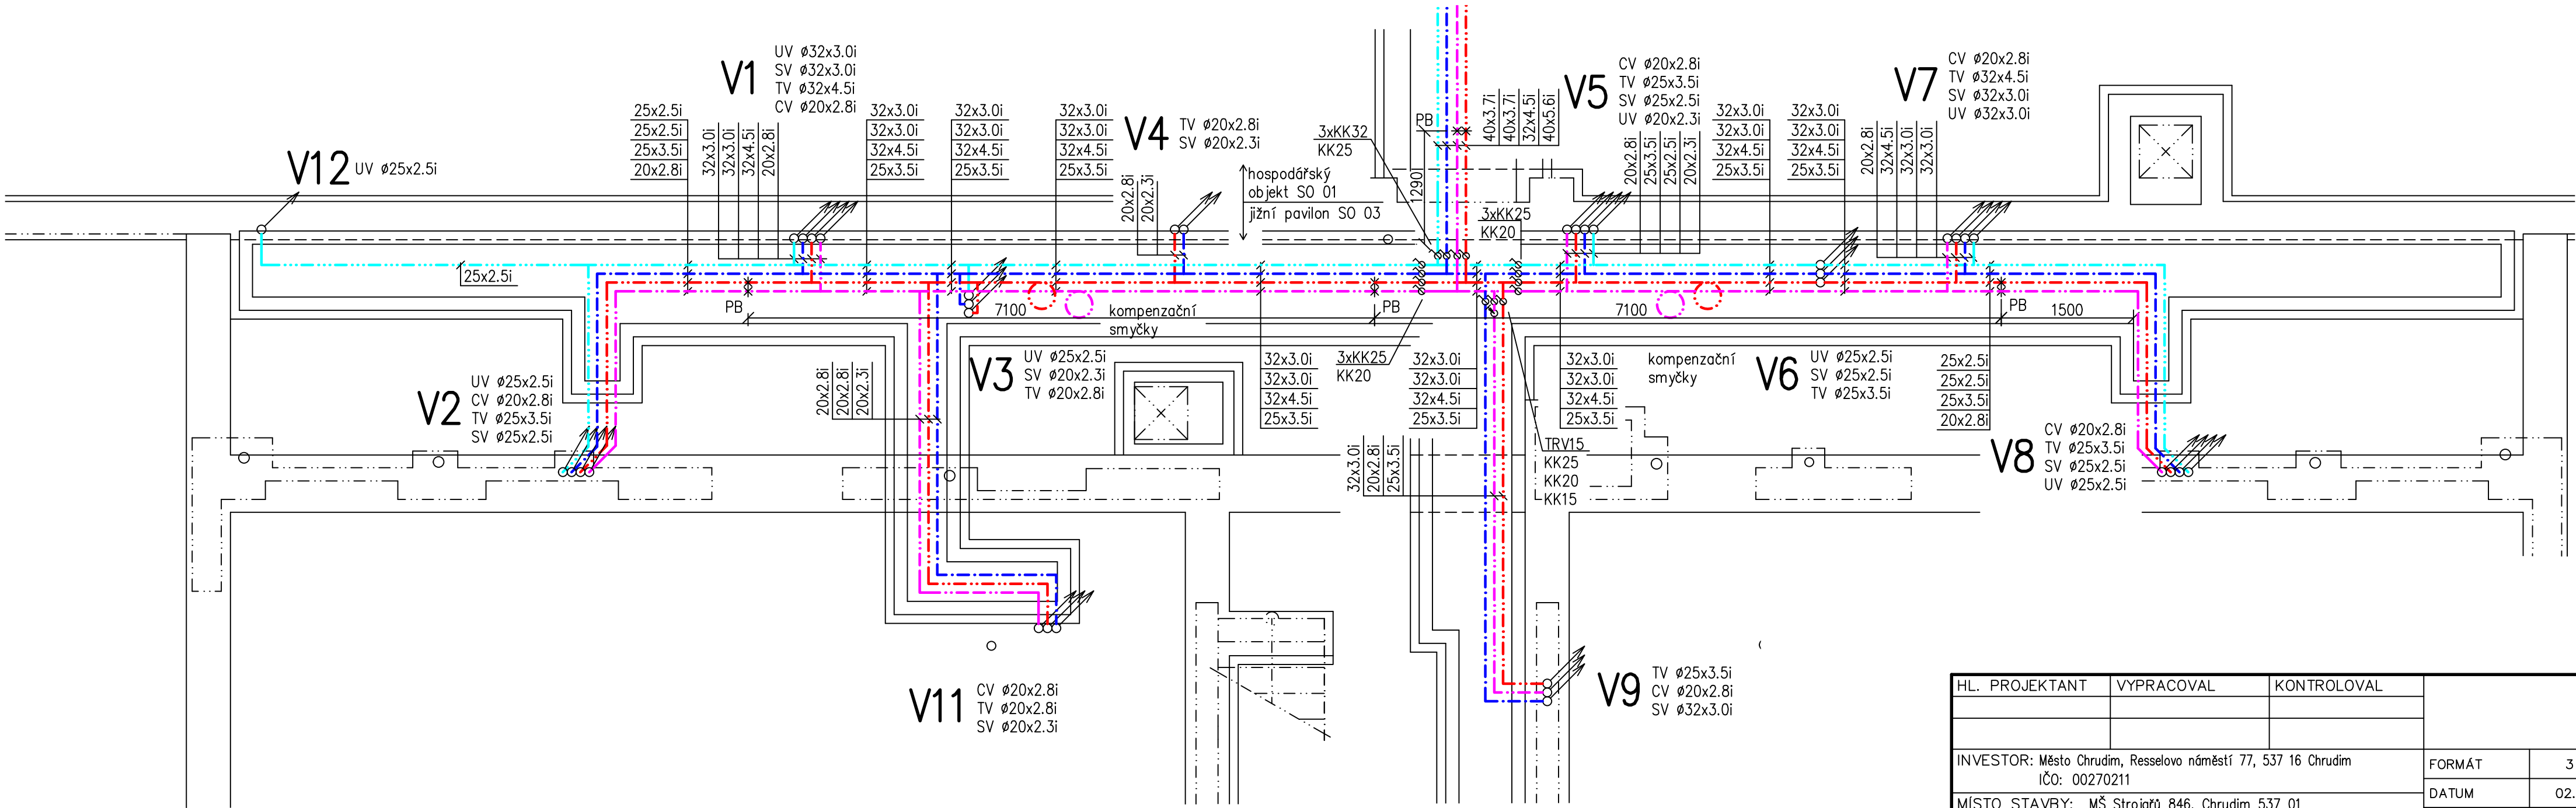 V12 UV ø25x2.5i
25x2.5i
25x2.5i
25x2.5i
25x3.5i
20x2.8i
V1
UV ø32x3.0i
SV ø32x3.0i
TV ø32x4.5i
CV ø20x2.8i
32x3.0i
32x3.0i
32x4.5i
20x2.8i
32x3.0i
32x3.0i
32x4.5i
25x3.5i
32x3.0i
32x3.0i
32x4.5i
25x3.5i
32x3.0i
32x3.0i
32x4.5i
25x3.5i
V4
TV ø20x2.8i
SV ø20x2.3i
20x2.8i
20x2.3i
hospodářský
objekt SO 01
jižní pavilon SO 03
3xKK32
KK25
PB
1290
40x3.7i
40x3.7i
32x4.5i
40x5.6i
3xKK25
KK20
V5
CV ø20x2.8i
TV ø25x3.5i
SV ø25x2.5i
UV ø20x2.3i
20x2.8i
25x3.5i
25x2.5i
20x2.3i
32x3.0i
32x3.0i
32x4.5i
25x3.5i
32x3.0i
32x3.0i
32x4.5i
25x3.5i
V7
CV ø20x2.8i
TV ø32x4.5i
SV ø32x3.0i
UV ø32x3.0i
20x2.8i
32x4.5i
32x3.0i
32x3.0i
PB
7100
kompenzační
smyčky
PB
7100
PB
1500
V2
UV ø25x2.5i
CV ø20x2.8i
TV ø25x3.5i
SV ø25x2.5i
20x2.8i
20x2.8i
20x2.3i
V3
UV ø25x2.5i
SV ø20x2.3i
TV ø20x2.8i
32x3.0i
32x3.0i
32x4.5i
25x3.5i
3xKK25
KK20
32x3.0i
32x3.0i
32x4.5i
25x3.5i
32x3.0i
20x2.8i
25x3.5i
TRV15
KK25
KK20
KK15
32x3.0i
32x3.0i
32x4.5i
25x3.5i
kompenzační
smyčky
V6
UV ø25x2.5i
SV ø25x2.5i
TV ø25x3.5i
25x2.5i
25x2.5i
25x3.5i
20x2.8i
V8
CV ø20x2.8i
TV ø25x3.5i
SV ø25x2.5i
UV ø25x2.5i
V11
CV ø20x2.8i
TV ø20x2.8i
SV ø20x2.3i
V9
TV ø25x3.5i
CV ø20x2.8i
SV ø32x3.0i
HL. PROJEKTANT VYPRACOVAL KONTROLOVAL
INVESTOR: Město Chrudim, Resselovo náměstí 77, 537 16 Chrudim
IČO: 00270211
FORMÁT 3
DATUM 02.
MÍSTO STAVBY: MŠ Strojařů 846, Chrudim 537 01